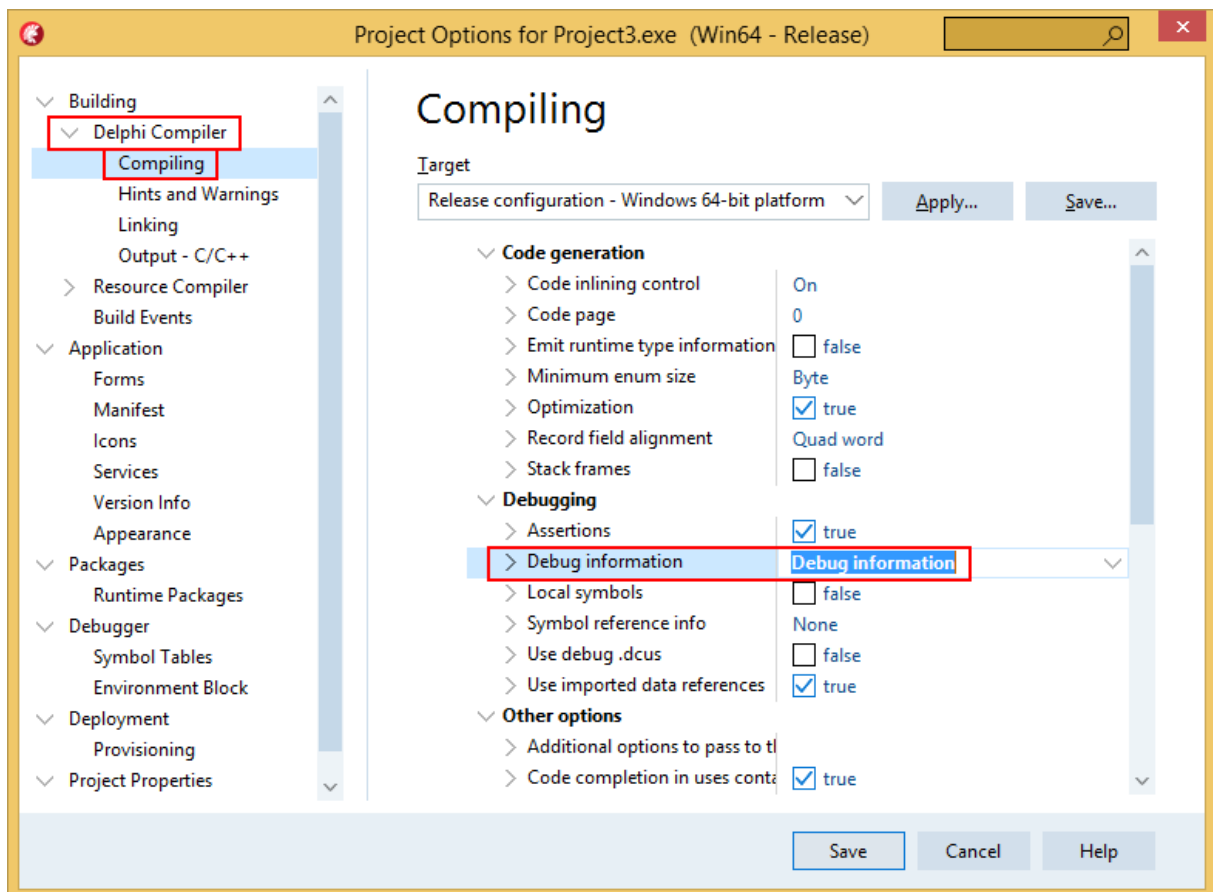 Project Options for Project3.exe (Win64 - Release)
Building
Delphi Compiler
Compiling
Hints and Warnings
Linking
Output - C/C++
Resource Compiler
Build Events
Application
Forms
Manifest
Icons
Services
Version Info
Appearance
Packages
Runtime Packages
Debugger
Symbol Tables
Environment Block
Deployment
Provisioning
Project Properties
Compiling
Target
Release configuration - Windows 64-bit platform
Apply...
Save...
Code generation
Code inlining control On
Code page 0
Emit runtime type information false
Minimum enum size Byte
Optimization true
Record field alignment Quad word
Stack frames false
Debugging
Assertions true
Debug information Debug information
Local symbols false
Symbol reference info None
Use debug .dcus false
Use imported data references true
Other options
Additional options to pass to
Code completion in uses true
Save Cancel Help